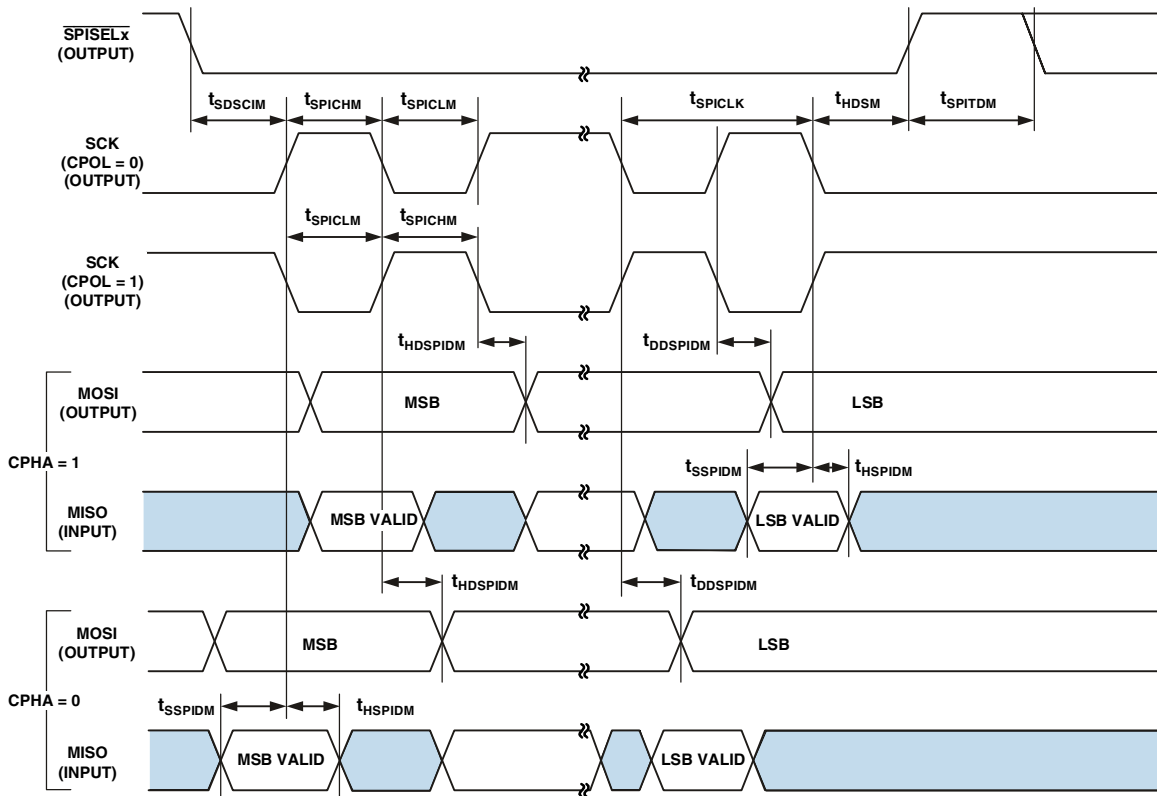 SPISELx
(OUTPUT)
tSDSCIM
tSPICHM
tSPICLM
tSPICLK
tHDSM
tSPITDM
SCK
(CPOL = 0)
(OUTPUT)
tSPICLM
tSPICHM
SCK
(CPOL = 1)
(OUTPUT)
tHDSPIDM
tDDSPIDM
MOSI
(OUTPUT)
MSB
LSB
CPHA = 1
tSSPIDM
tHSPIDM
MISO
(INPUT)
MSB VALID
LSB VALID
tHDSPIDM
tDDSPIDM
MOSI
(OUTPUT)
MSB
LSB
CPHA = 0
tSSPIDM
tHSPIDM
MISO
(INPUT)
MSB VALID
LSB VALID